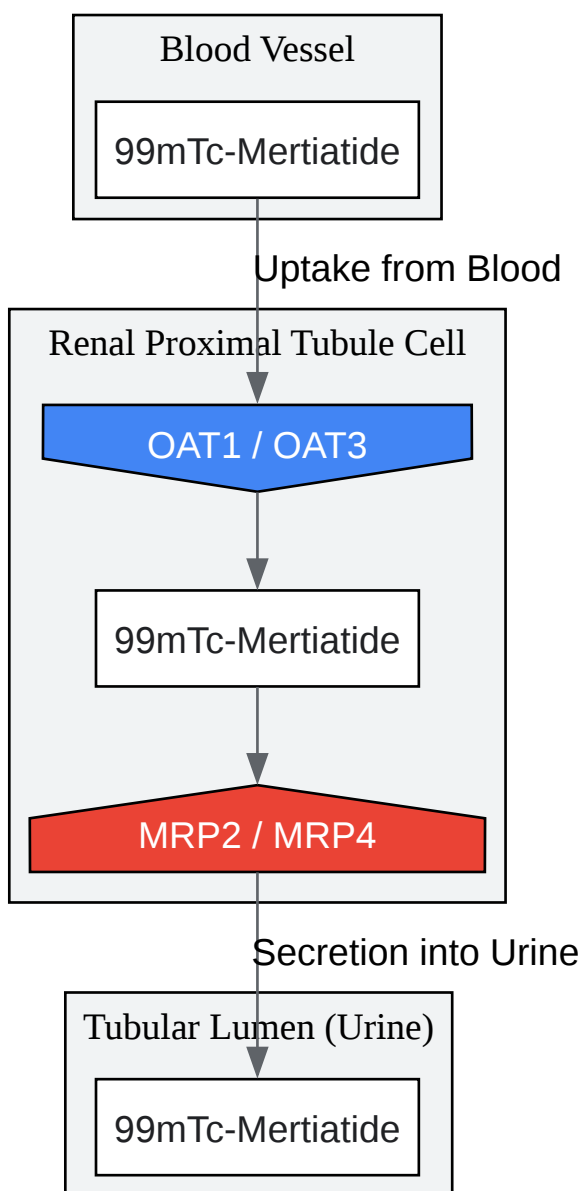 Blood Vessel
99mTc-Mertiatide
Uptake from Blood
Renal Proximal Tubule Cell
OAT1 / OAT3
99mTc-Mertiatide
MRP2 / MRP4
Secretion into Urine
Tubular Lumen (Urine)
99mTc-Mertiatide